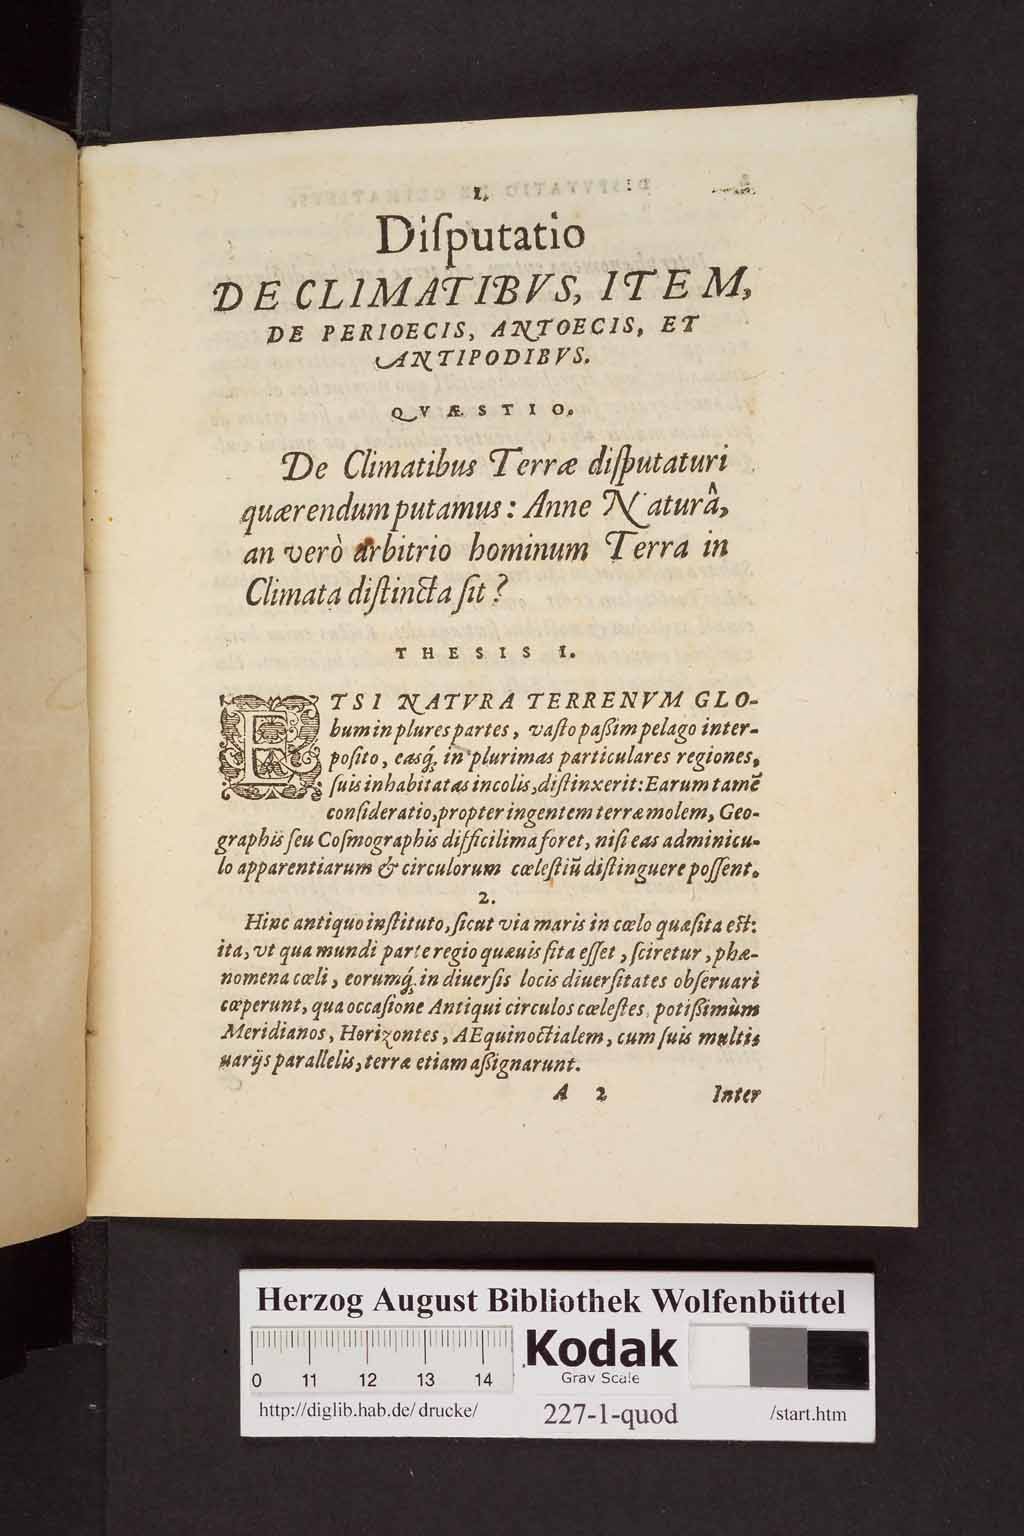 I.
Diſputatio
DE CLIMATIBVS, ITEM,
DE PERIOECIS, ANTOECIS, ET
ANTIPODIBVS.
QVÆSTIO.
De Climatibus Terræ diſputaturi
quærendum putamus: Anne Naturâ,
an verò arbitrio hominum Terra in
Climata diſtincta ſit?
THESIS I.
ETSI NATVRA TERRENVM GLO-
bum in plures partes, vaſto paßim pelago inter-
poſito, easq́; in plurimas particulares regiones,
ſuis inhabitatas incolis, diſtinxerit: Earum tamē
conſideratio, propter ingentem terræ molem, Geo-
graphis ſeu Coſmographis difficilima foret, niſi eas adminicu-
lo apparentiarum & circulorum cœleſtiū diſtinguere poſſent.
2.
Hinc antiquo inſtituto, ſicut via maris in cœlo quæſita eſt:
ita, vt qua mundi parte regio quæuis ſita eſſet, ſciretur, phæ-
nomena cœli, eorumq́; in diuerſis locis diuerſitates obſeruari
cœperunt, qua occaſione Antiqui circulos cœleſtes, potißimùm
Meridianos, Horizontes, AEquinoctialem, cum ſuis multis
uarijs parallelis, terræ etiam aßignarunt.
A 2 Inter
Herzog August Bibliothek Wolfenbüttel
0 11 12 13 14
Kodak
Gray Scale
http://diglib.hab.de/drucke/ 227-1-quod /start.htm